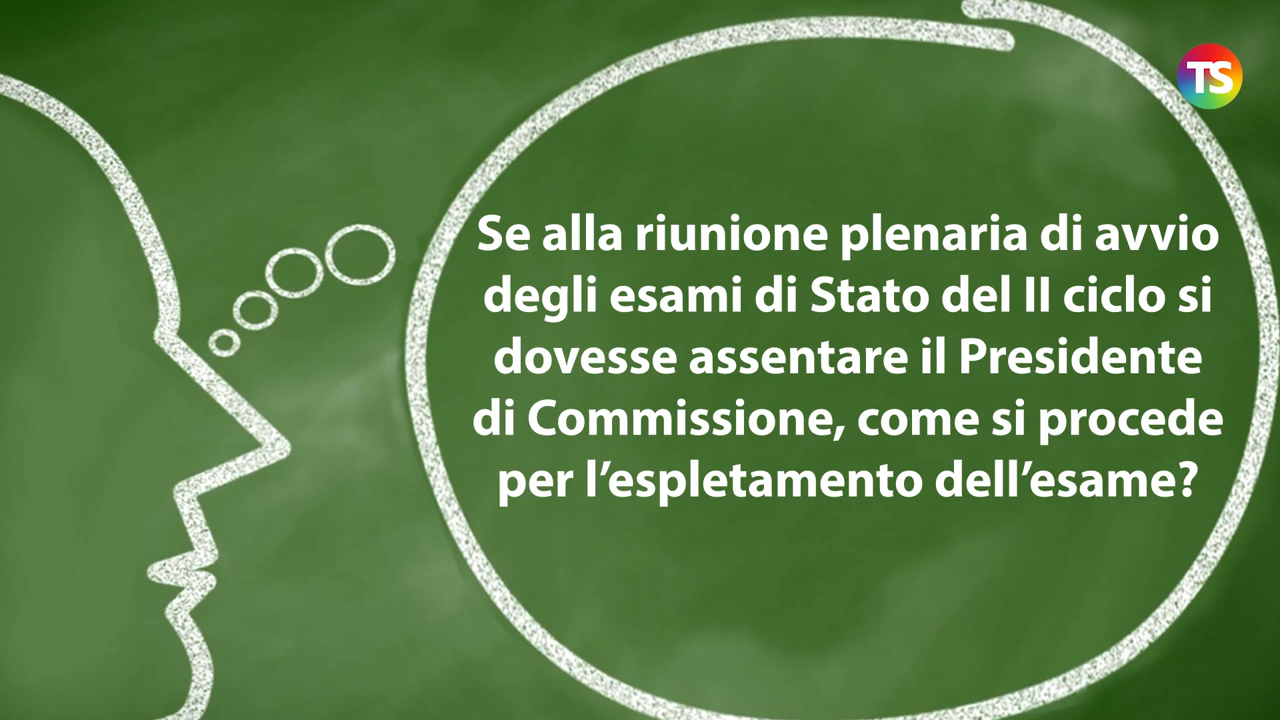 TS
Se alla riunione plenaria di avvio
degli esami di Stato del II ciclo si
dovesse assentare il Presidente
di Commissione, come si procede
per l’espletamento dell’esame?